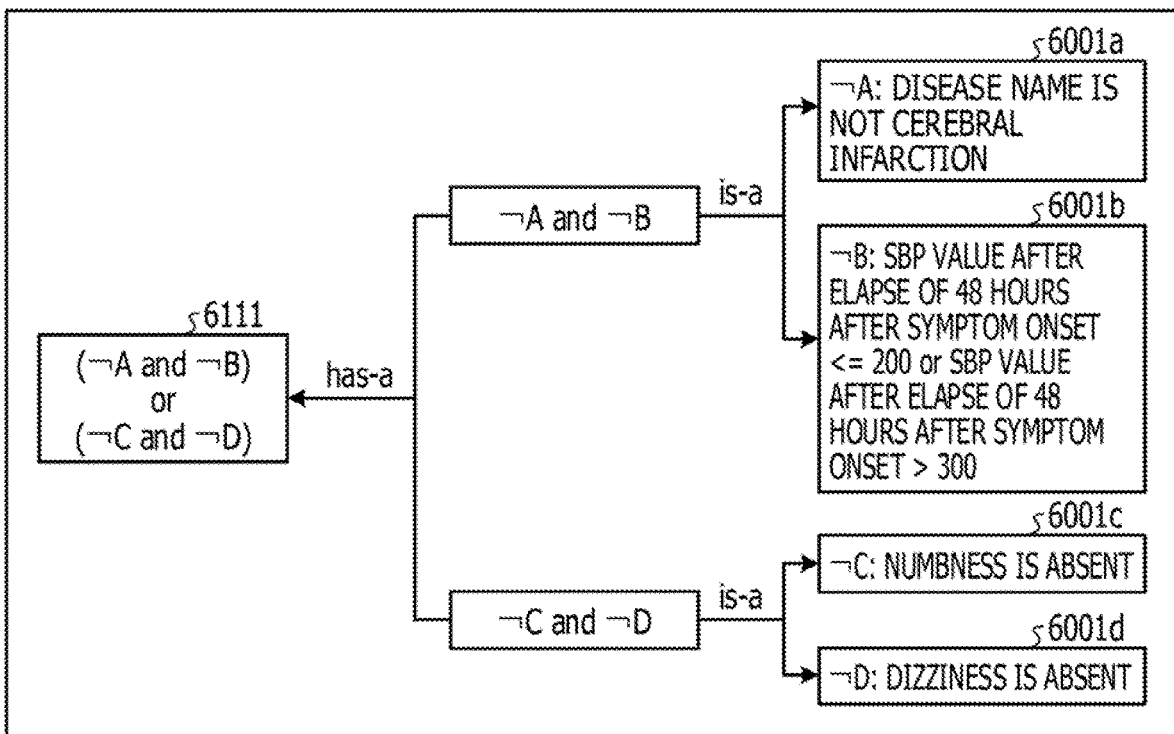 6001a
¬A: DISEASE NAME IS
NOT CEREBRAL
INFARCTION
is-a
¬A and ¬B
6001b
¬B: SBP VALUE AFTER
ELAPSE OF 48 HOURS
AFTER SYMPTOM ONSET
<= 200 or SBP VALUE
AFTER ELAPSE OF 48
HOURS AFTER SYMPTOM
ONSET > 300
6111
(¬A and ¬B)
or
(¬C and ¬D)
has-a
6001c
¬C: NUMBNESS IS ABSENT
is-a
¬C and ¬D
6001d
¬D: DIZZINESS IS ABSENT